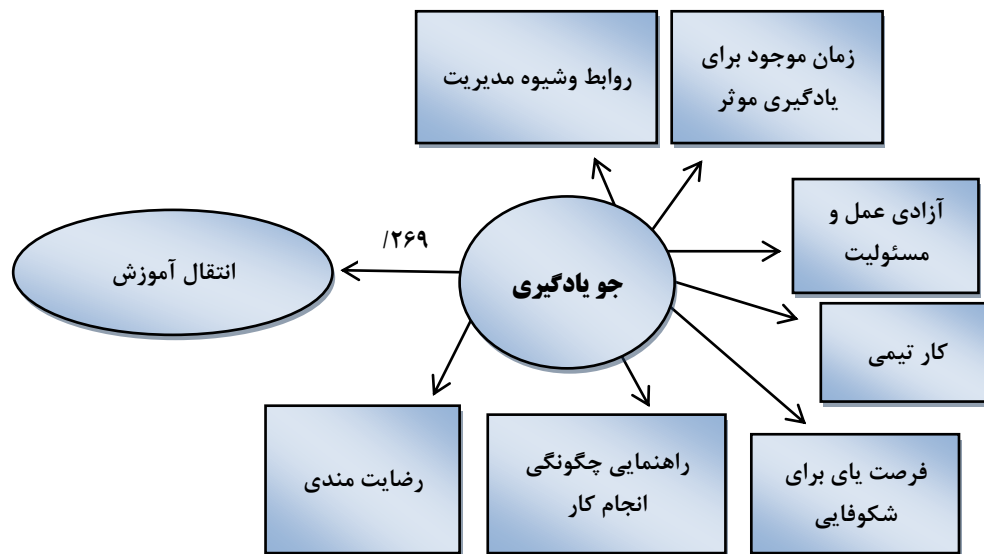 روابط وشیوه مدیریت
زمان موجود برای
یادگیری موثر
آزادی عمل و
مسئولیت
/۲۶۹
انتقال آموزش
جو یادگیری
کار تیمی
رضایت مندی
راهنمایی چگونگی
انجام کار
فرصت یای برای
شکوفایی